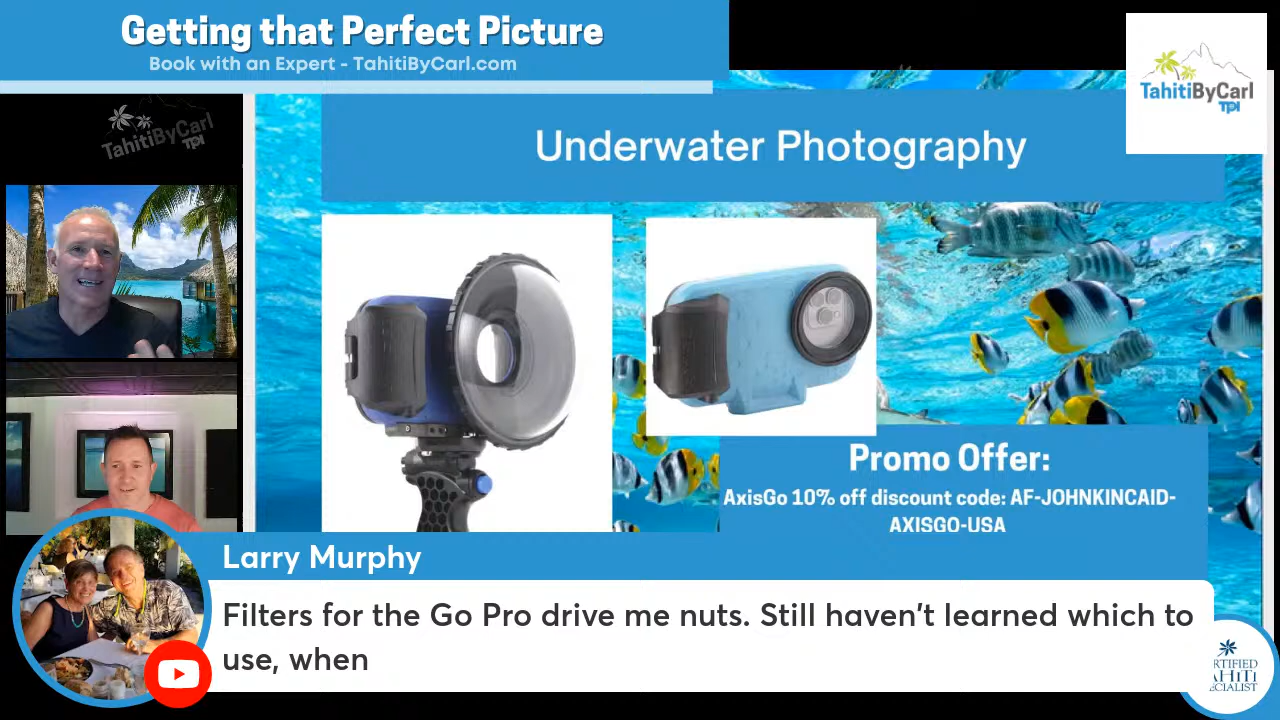 Getting that Perfect Picture
Book with an Expert - TahitiByCarl.com
TahitiByCarl
TPI
TahitiByCarl
TPI
Underwater Photography
Promo Offer:
AxisGo 10% off discount code: AF-JOHNKINCAID-
AXISGO-USA
Larry Murphy
Filters for the Go Pro drive me nuts. Still haven't learned which to
use, when